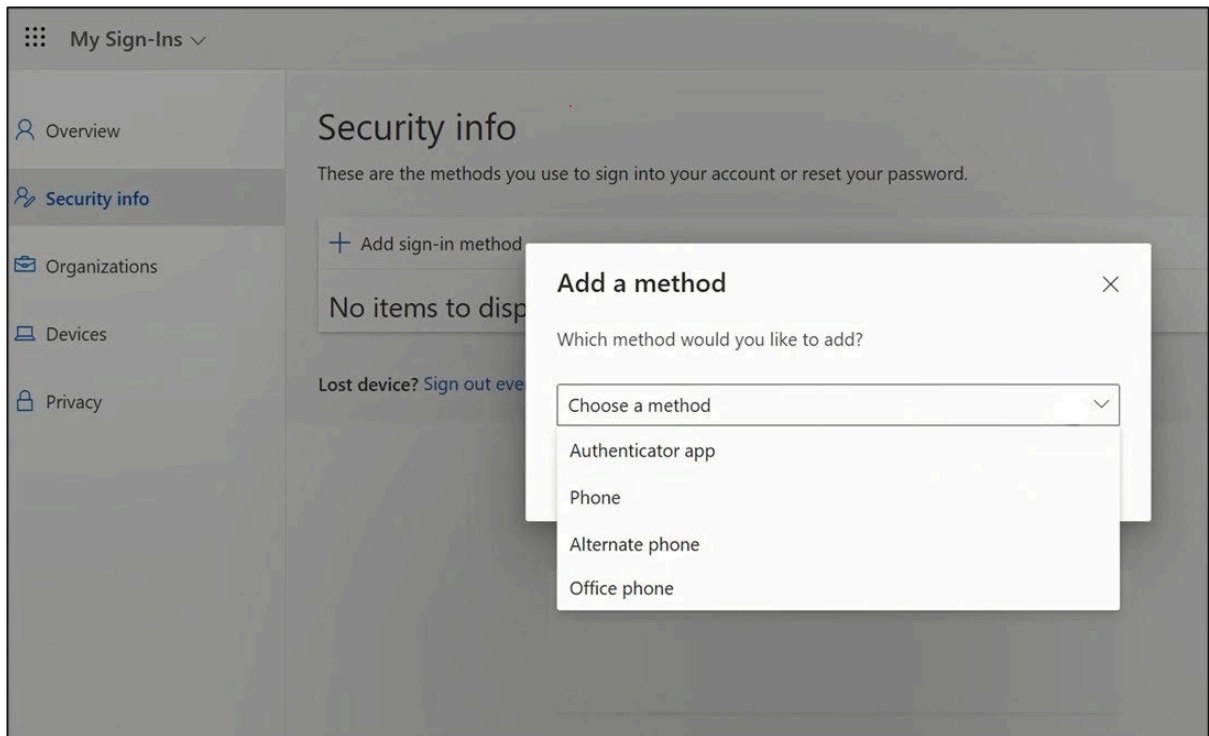 My Sign-Ins
Overview
Security info
Organizations
Devices
Privacy
Security info
These are the methods you use to sign into your account or reset your password.
+ Add sign-in method
No items to disp
Lost device? Sign out eve
Add a method
Which method would you like to add?
Choose a method
Authenticator app
Phone
Alternate phone
Office phone